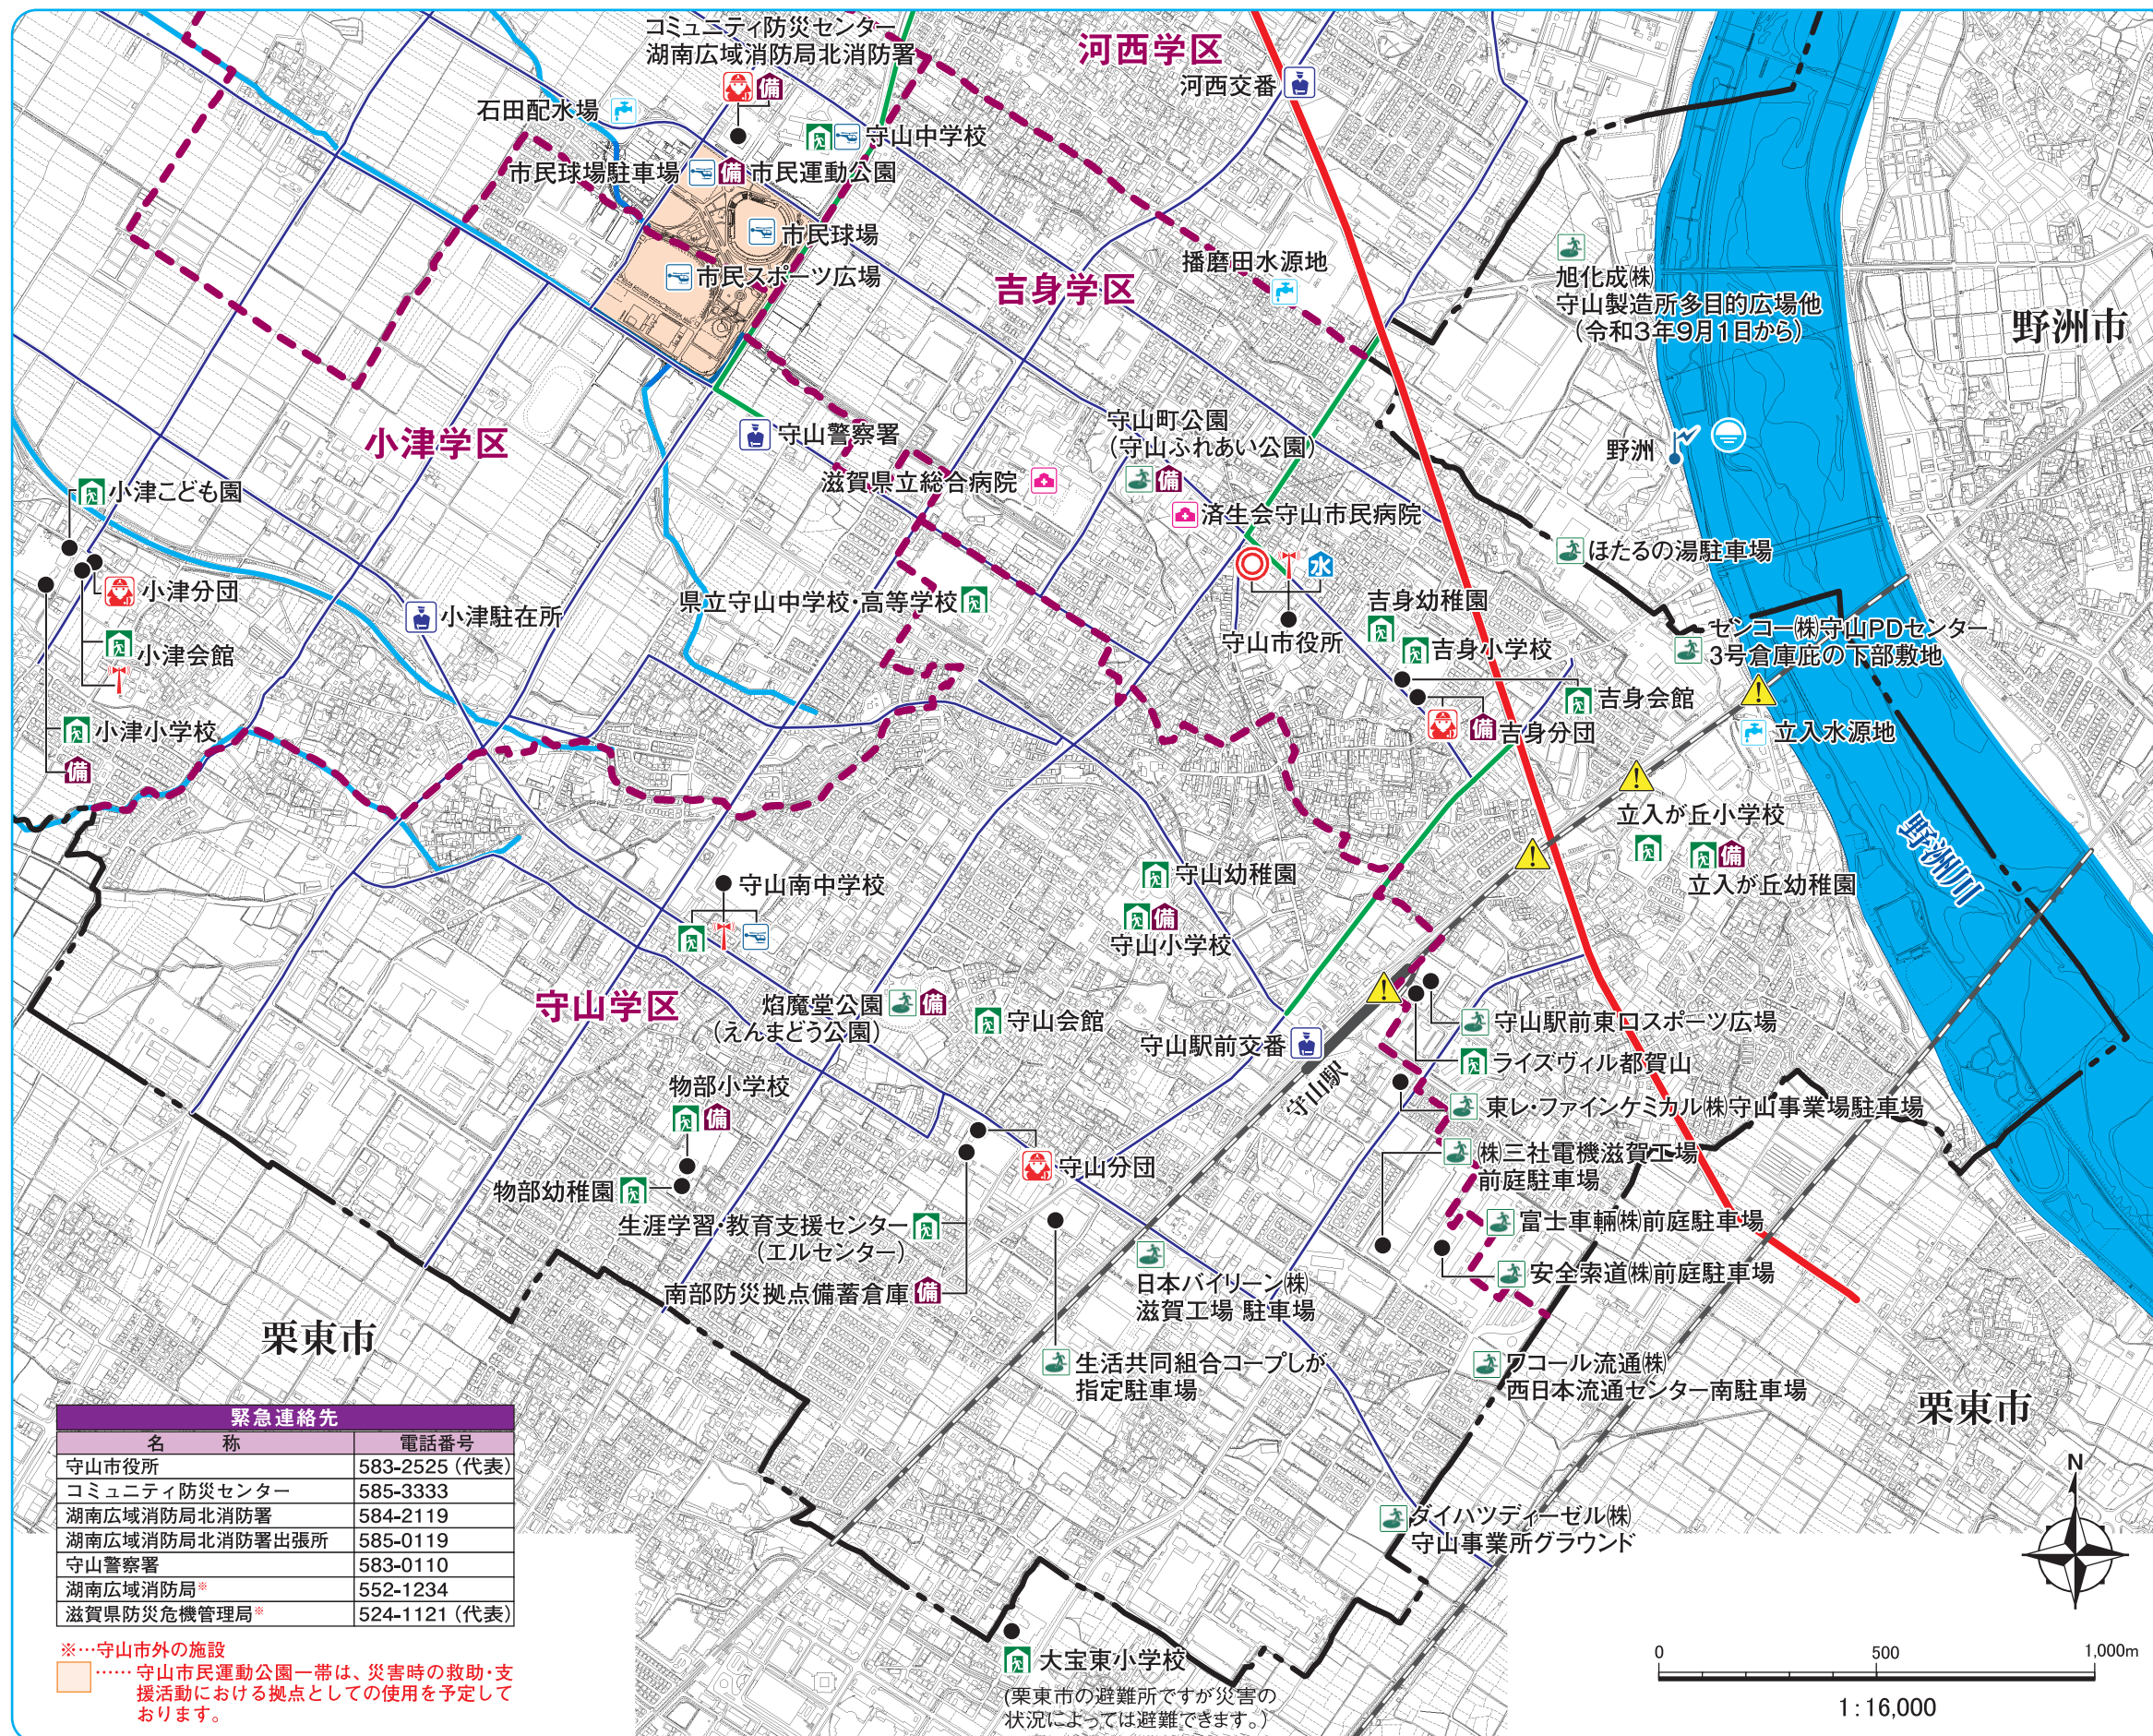 コミュニティ防災センター
湖南広域消防局北消防署
備
河西学区
河西交番
石田配水場
守山中学校
市民球場駐車場
備
市民運動公園
市民球場
市民スポーツ広場
吉身学区
播磨田水源地
旭化成㈱
守山製造所多目的広場他
（令和3年9月1日から）
野洲市
小津学区
守山警察署
守山町公園
（守山ふれあい公園）
備
野洲
滋賀県立総合病院
済生会守山市民病院
小津こども園
ほたるの湯駐車場
水
小津分団
小津駐在所
県立守山中学校・高等学校
吉身幼稚園
守山市役所
吉身小学校
センコー㈱守山PDセンター
3号倉庫庇の下部敷地
小津会館
吉身会館
小津小学校
備
備
吉身分団
立入水源地
立入が丘小学校
備
立入が丘幼稚園
野洲川
守山南中学校
守山幼稚園
備
守山小学校
守山学区
焰魔堂公園
（えんまどう公園）
備
守山会館
守山駅前交番
守山駅
守山駅前東口スポーツ広場
ライズヴィル都賀山
東レ・ファインケミカル㈱守山事業場駐車場
物部小学校
備
物部幼稚園
守山分団
㈱三社電機滋賀工場
前庭駐車場
生涯学習・教育支援センター
（エルセンター）
富士車輛㈱前庭駐車場
安全索道㈱前庭駐車場
南部防災拠点備蓄倉庫
備
日本バイリーン㈱
滋賀工場 駐車場
栗東市
生活共同組合コープしが
指定駐車場
ワコール流通㈱
西日本流通センター南駐車場
栗東市
ダイハツディーゼル㈱
守山事業所グラウンド
大宝東小学校
(栗東市の避難所ですが災害の
状況によっては避難できます。)
緊急連絡先
名　称 電話番号
守山市役所 583-2525（代表）
コミュニティ防災センター 585-3333
湖南広域消防局北消防署 584-2119
湖南広域消防局北消防署出張所 585-0119
守山警察署 583-0110
湖南広域消防局※ 552-1234
滋賀県防災危機管理局※ 524-1121（代表）
※…守山市外の施設
……守山市民運動公園一帯は、災害時の救助・支
援活動における拠点としての使用を予定して
おります。
N
0 500 1,000m
1:16,000